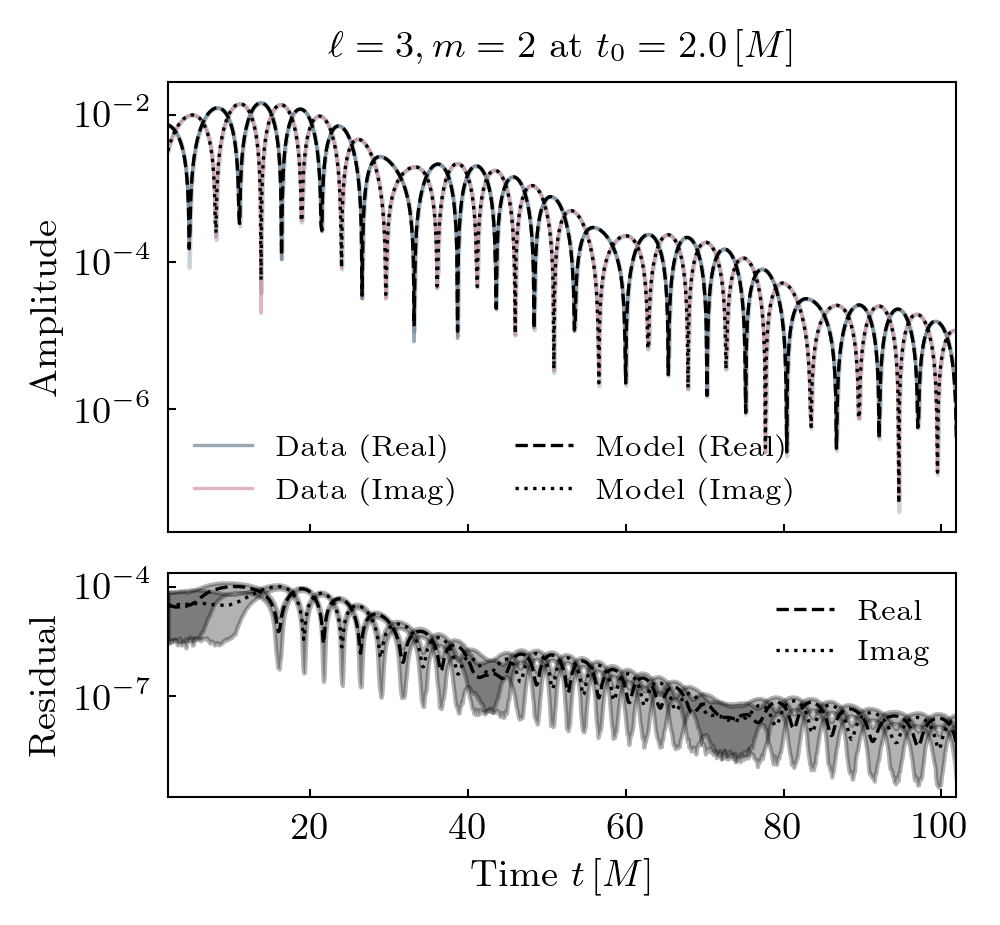 ℓ = 3, m = 2 at t₀ = 2.0 [M]
10⁻²
10⁻⁴
10⁻⁶
Amplitude
Data (Real)
Data (Imag)
Model (Real)
Model (Imag)
10⁻⁴
10⁻⁷
Residual
Real
Imag
20 40 60 80 100
Time t [M]